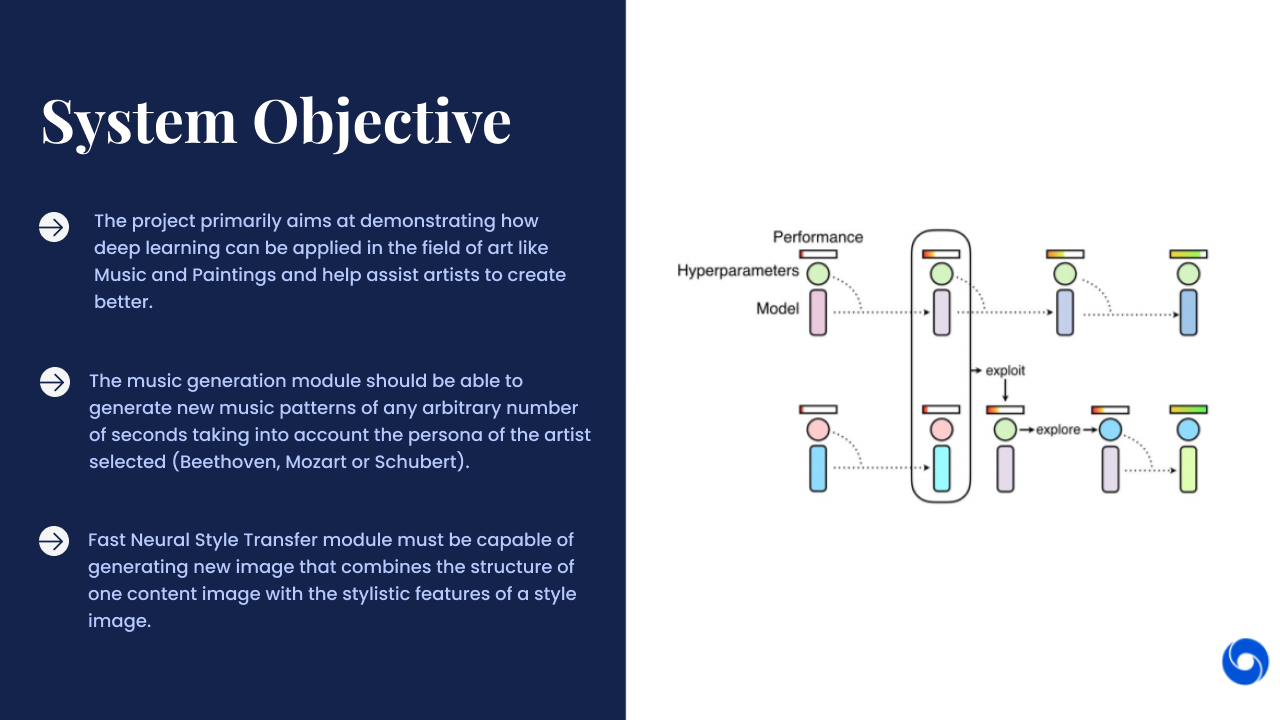 System Objective
The project primarily aims at demonstrating how
deep learning can be applied in the field of art like
Music and Paintings and help assist artists to create
better.
The music generation module should be able to
generate new music patterns of any arbitrary number
of seconds taking into account the persona of the artist
selected (Beethoven, Mozart or Schubert).
Fast Neural Style Transfer module must be capable of
generating new image that combines the structure of
one content image with the stylistic features of a style
image.
Performance
Hyperparameters
Model
exploit
explore